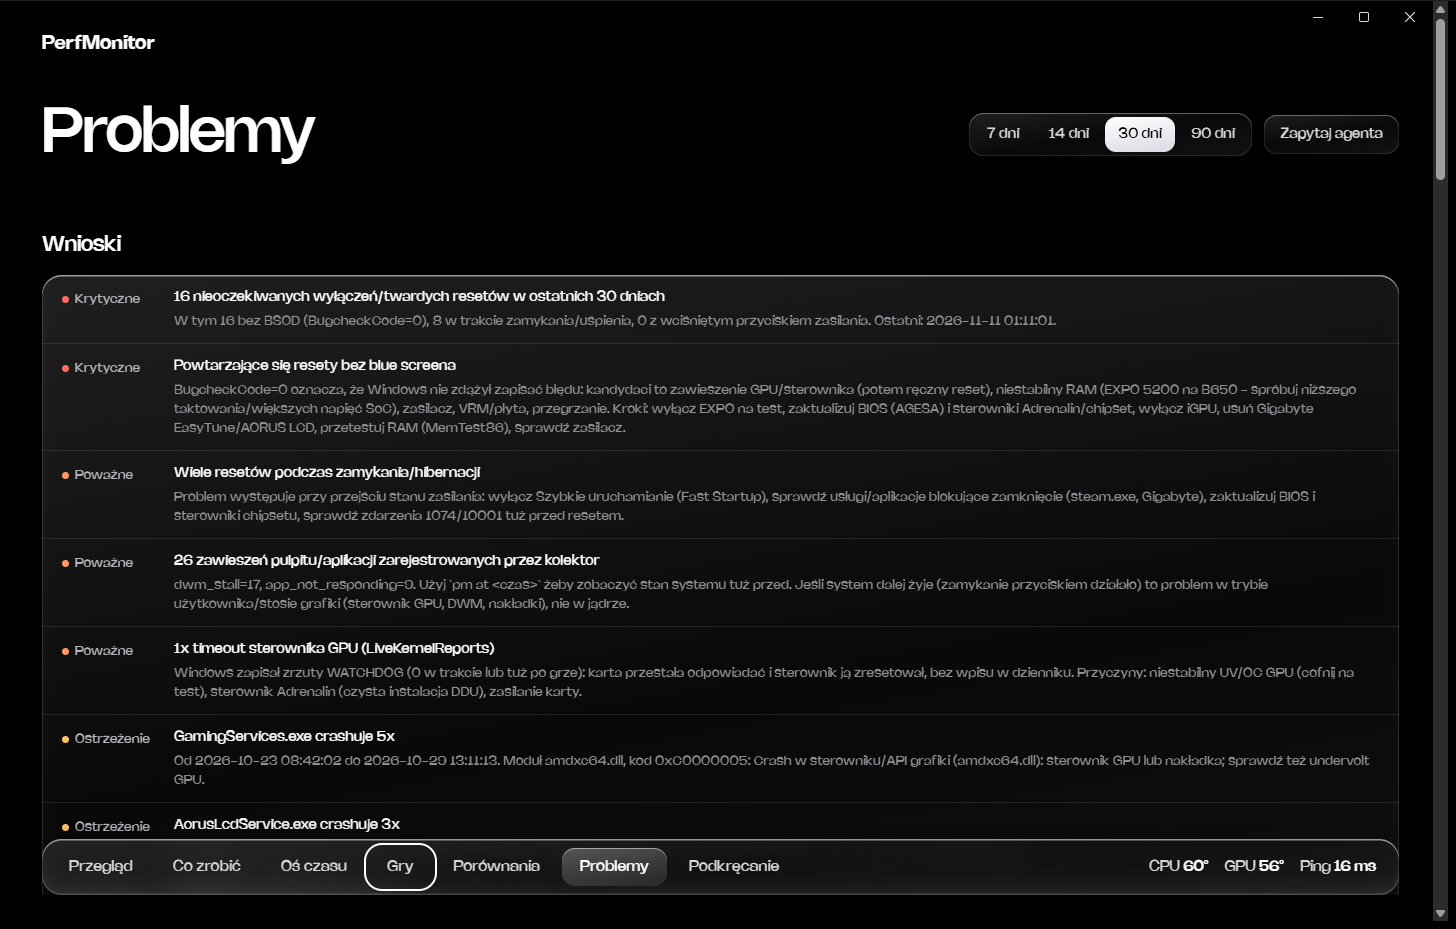 PerfMonitor
Problemy
7 dni 14 dni 30 dni 90 dni Zapytaj agenta
Wnioski
Krytyczne
16 nieoczekiwanych wyłączeń/twardych resetów w ostatnich 30 dniach
W tym 16 bez BSOD (BugcheckCode=0), 8 w trakcie zamykania/uśpienia, 0 z wciśniętym przyciskiem zasilania. Ostatni: 2026-11-11 01:11:01.
Krytyczne
Powtarzające się resety bez blue screena
BugcheckCode=0 oznacza, że Windows nie zdążył zapisać błędu: kandydaci to zawieszenie GPU/sterownika (potem ręczny reset), niestabilny RAM (EXPO 5200 na B650 - spróbuj niższego
taktowania/większych napięć SoC), zasilacz, VRM/płyta, przegrzanie. Kroki: wyłącz EXPO na test, zaktualizuj BIOS (AGESA) i sterowniki Adrenalin/chipset, wyłącz iGPU, usuń Gigabyte
EasyTune/AORUS LCD, przetestuj RAM (MemTest86), sprawdź zasilacz.
Poważne
Wiele resetów podczas zamykania/hibernacji
Problem występuje przy przejściu stanu zasilania: wyłącz Szybkie uruchamianie (Fast Startup), sprawdź usługi/aplikacje blokujące zamknięcie (steam.exe, Gigabyte), zaktualizuj BIOS i
sterowniki chipsetu, sprawdź zdarzenia 1074/10001 tuż przed resetem.
Poważne
26 zawieszeń pulpitu/aplikacji zarejestrowanych przez kolektor
dwm_stall=17, app_not_responding=9. Użyj `pm at <czas>` żeby zobaczyć stan systemu tuż przed. Jeśli system dalej żyje (zamykanie przyciskiem działało) to problem w trybie
użytkownika/stosie grafiki (sterownik GPU, DWM, nakładki), nie w jądrze.
Poważne
1x timeout sterownika GPU (LiveKernelReports)
Windows zapisał zrzuty WATCHDOG (0 w trakcie lub tuż po grze): karta przestała odpowiadać i sterownik ją zresetował, bez wpisu w dzienniku. Przyczyny: niestabilny UV/OC GPU (cofnij na
test), sterownik Adrenalin (czysta instalacja DDU), zasilanie karty.
Ostrzeżenie
GamingServices.exe crashuje 5x
Od 2026-10-23 08:42:02 do 2026-10-29 13:11:13. Moduł amdxc64.dll, kod 0xC0000005: Crash w sterowniku/API grafiki (amdxc64.dll): sterownik GPU lub nakładka; sprawdź też undervolt
GPU.
Ostrzeżenie
AorusLcdService.exe crashuje 3x
Przegląd Co zrobić Oś czasu Gry Porównania Problemy Podkręcanie CPU 60° GPU 56° Ping 16 ms